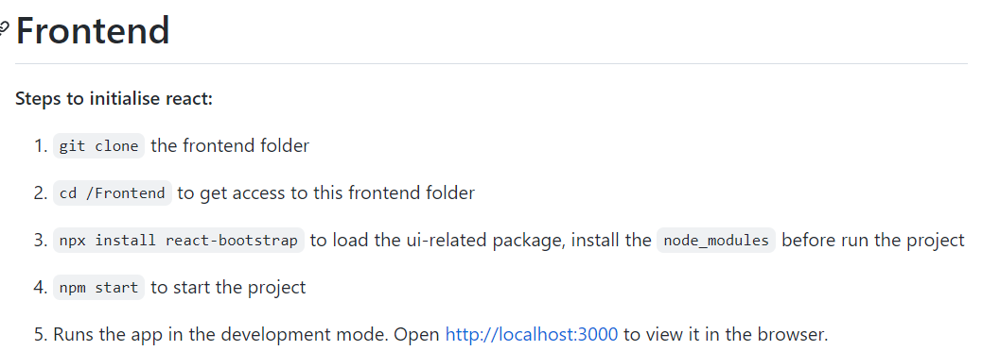 Frontend
Steps to initialise react:
1. git clone the frontend folder
2. cd /Frontend to get access to this frontend folder
3. npx install react-bootstrap to load the ui-related package, install the node_modules before run the project
4. npm start to start the project
5. Runs the app in the development mode. Open http://localhost:3000 to view it in the browser.